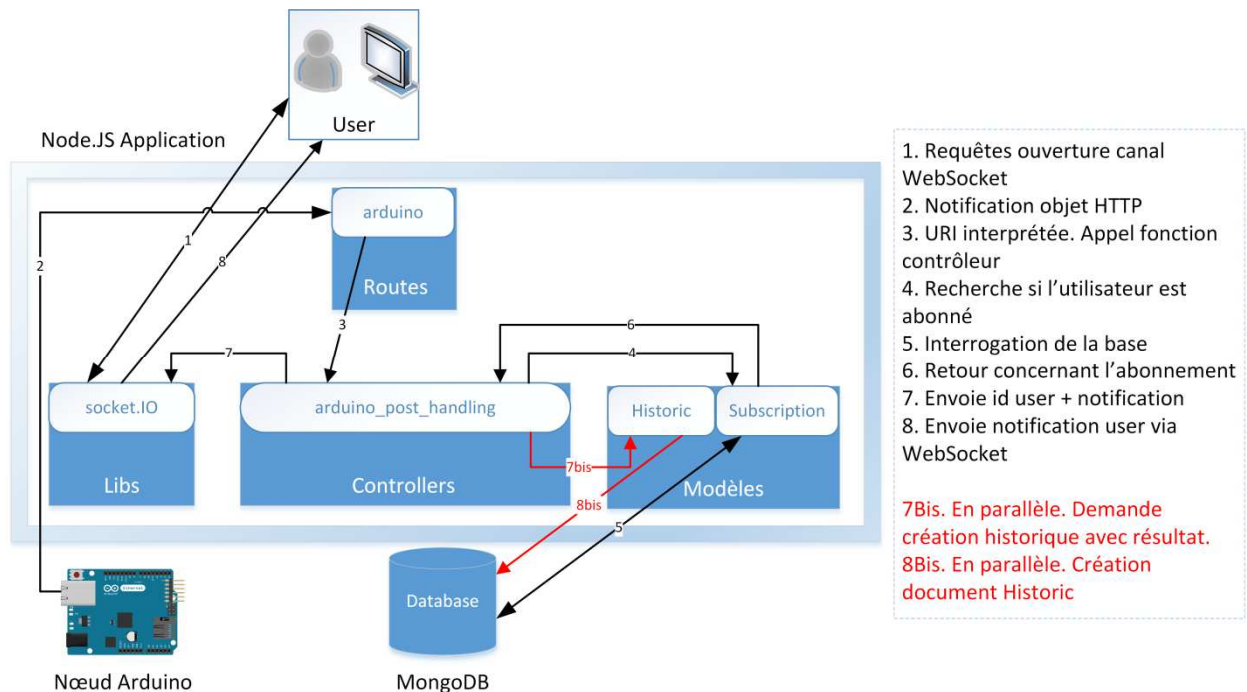 User
Node.JS Application
arduino
Routes
1
8
2
3
6
7
4
socket.IO
arduino_post_handling
Historic
Subscription
7bis
Libs
Controllers
Modèles
8bis
5
Database
Nœud Arduino
MongoDB
1. Requêtes ouverture canal
WebSocket
2. Notification objet HTTP
3. URI interprétée. Appel fonction
contrôleur
4. Recherche si l'utilisateur est
abonné
5. Interrogation de la base
6. Retour concernant l'abonnement
7. Envoie id user + notification
8. Envoie notification user via
WebSocket
7Bis. En parallèle. Demande
création historique avec résultat.
8Bis. En parallèle. Création
document Historic